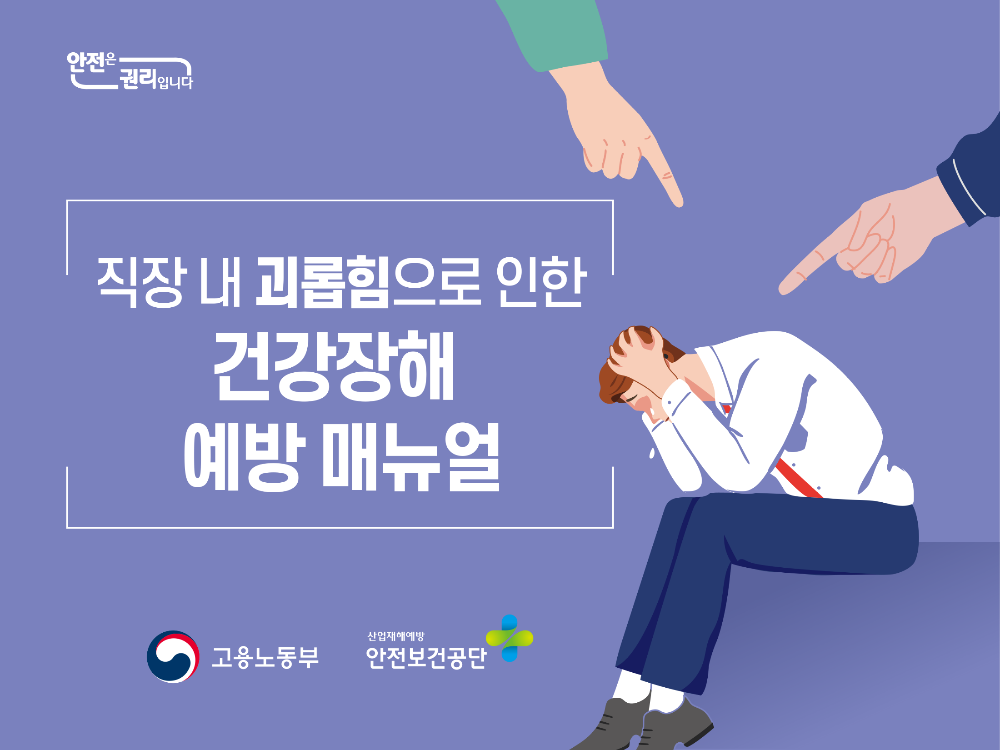 안전은
권리입니다
직장 내 괴롭힘으로 인한
건강장해
예방 매뉴얼
고용노동부
산업재해예방
안전보건공단